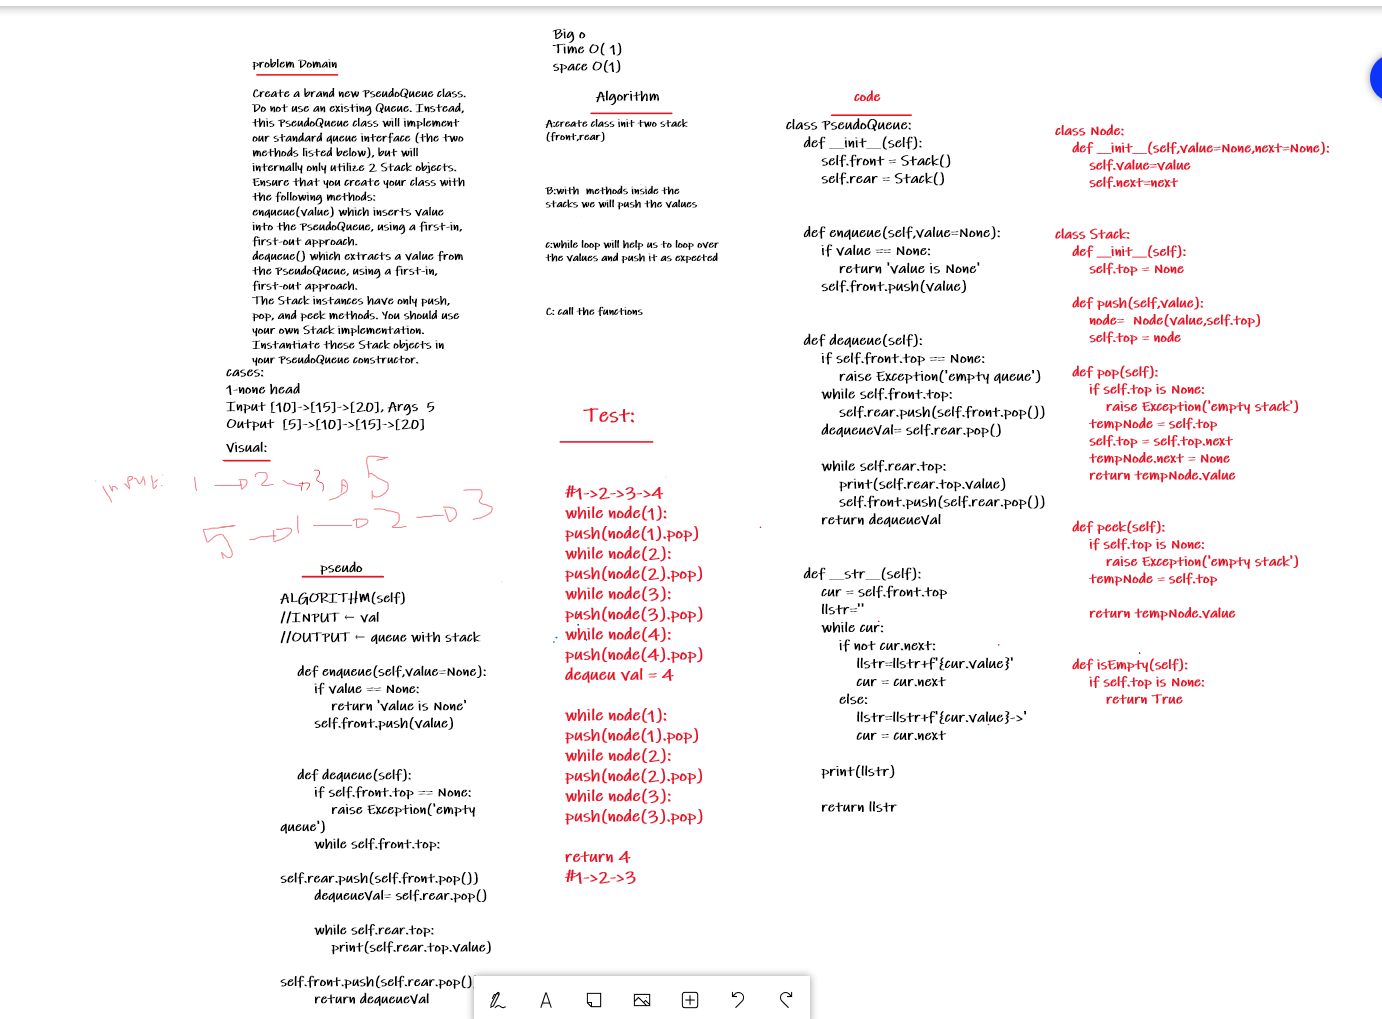 Big o
Time O( 1)
space O(1)
problem Domain
Create a brand new PseudoQueue class.
Do not use an existing Queue. Instead,
this PseudoQueue class will implement
our standard queue interface (the two
methods listed below), but will
internally only utilize 2 Stack objects.
Ensure that you create your class with
the following methods:
enqueue(value) which inserts value
into the PseudoQueue, using a first-in,
first-out approach.
dequeue() which extracts a value from
the PseudoQueue, using a first-in,
first-out approach.
The Stack instances have only push,
pop, and peek methods. You should use
your own Stack implementation.
Instantiate these Stack objects in
your PseudoQueue constructor.
cases:
1-none head
Input [10]->[15]->[20], Args 5
Output [5]->[10]->[15]->[20]
Visual:
input: 1 2 3 , 5
5 1 2 3
pseudo
ALGORITHM(self)
//INPUT ← val
//OUTPUT ← queue with stack
def enqueue(self,value=None):
if value == None:
return 'value is None'
self.front.push(value)
def dequeue(self):
if self.front.top == None:
raise Exception('empty
queue')
while self.front.top:
self.rear.push(self.front.pop())
dequeueVal= self.rear.pop()
while self.rear.top:
print(self.rear.top.value)
self.front.push(self.rear.pop()
return dequeueVal
Algorithm
A:create class init two stack
(front,rear)
B:with methods inside the
stacks we will push the values
c:while loop will help us to loop over
the values and push it as expected
C: call the functions
Test:
#1->2->3->4
while node(1):
push(node(1).pop)
while node(2):
push(node(2).pop)
while node(3):
push(node(3).pop)
while node(4):
push(node(4).pop)
dequeu val = 4
while node(1):
push(node(1).pop)
while node(2):
push(node(2).pop)
while node(3):
push(node(3).pop)
return 4
#1->2->3
code
class PseudoQueue:
def __init__(self):
self.front = Stack()
self.rear = Stack()
def enqueue(self,value=None):
if value == None:
return 'value is None'
self.front.push(value)
def dequeue(self):
if self.front.top == None:
raise Exception('empty queue')
while self.front.top:
self.rear.push(self.front.pop())
dequeueVal= self.rear.pop()
while self.rear.top:
print(self.rear.top.value)
self.front.push(self.rear.pop())
return dequeueVal
def __str__(self):
cur = self.front.top
llstr=''
while cur:
if not cur.next:
llstr=llstr+f'{cur.value}'
cur = cur.next
else:
llstr=llstr+f'{cur.value}->'
cur = cur.next
print(llstr)
return llstr
class Node:
def __init__(self,value=None,next=None):
self.value=value
self.next=next
class Stack:
def __init__(self):
self.top = None
def push(self,value):
node= Node(value,self.top)
self.top = node
def pop(self):
if self.top is None:
raise Exception('empty stack')
tempNode = self.top
self.top = self.top.next
tempNode.next = None
return tempNode.value
def peek(self):
if self.top is None:
raise Exception('empty stack')
tempNode = self.top
return tempNode.value
def isEmpty(self):
if self.top is None:
return True
A